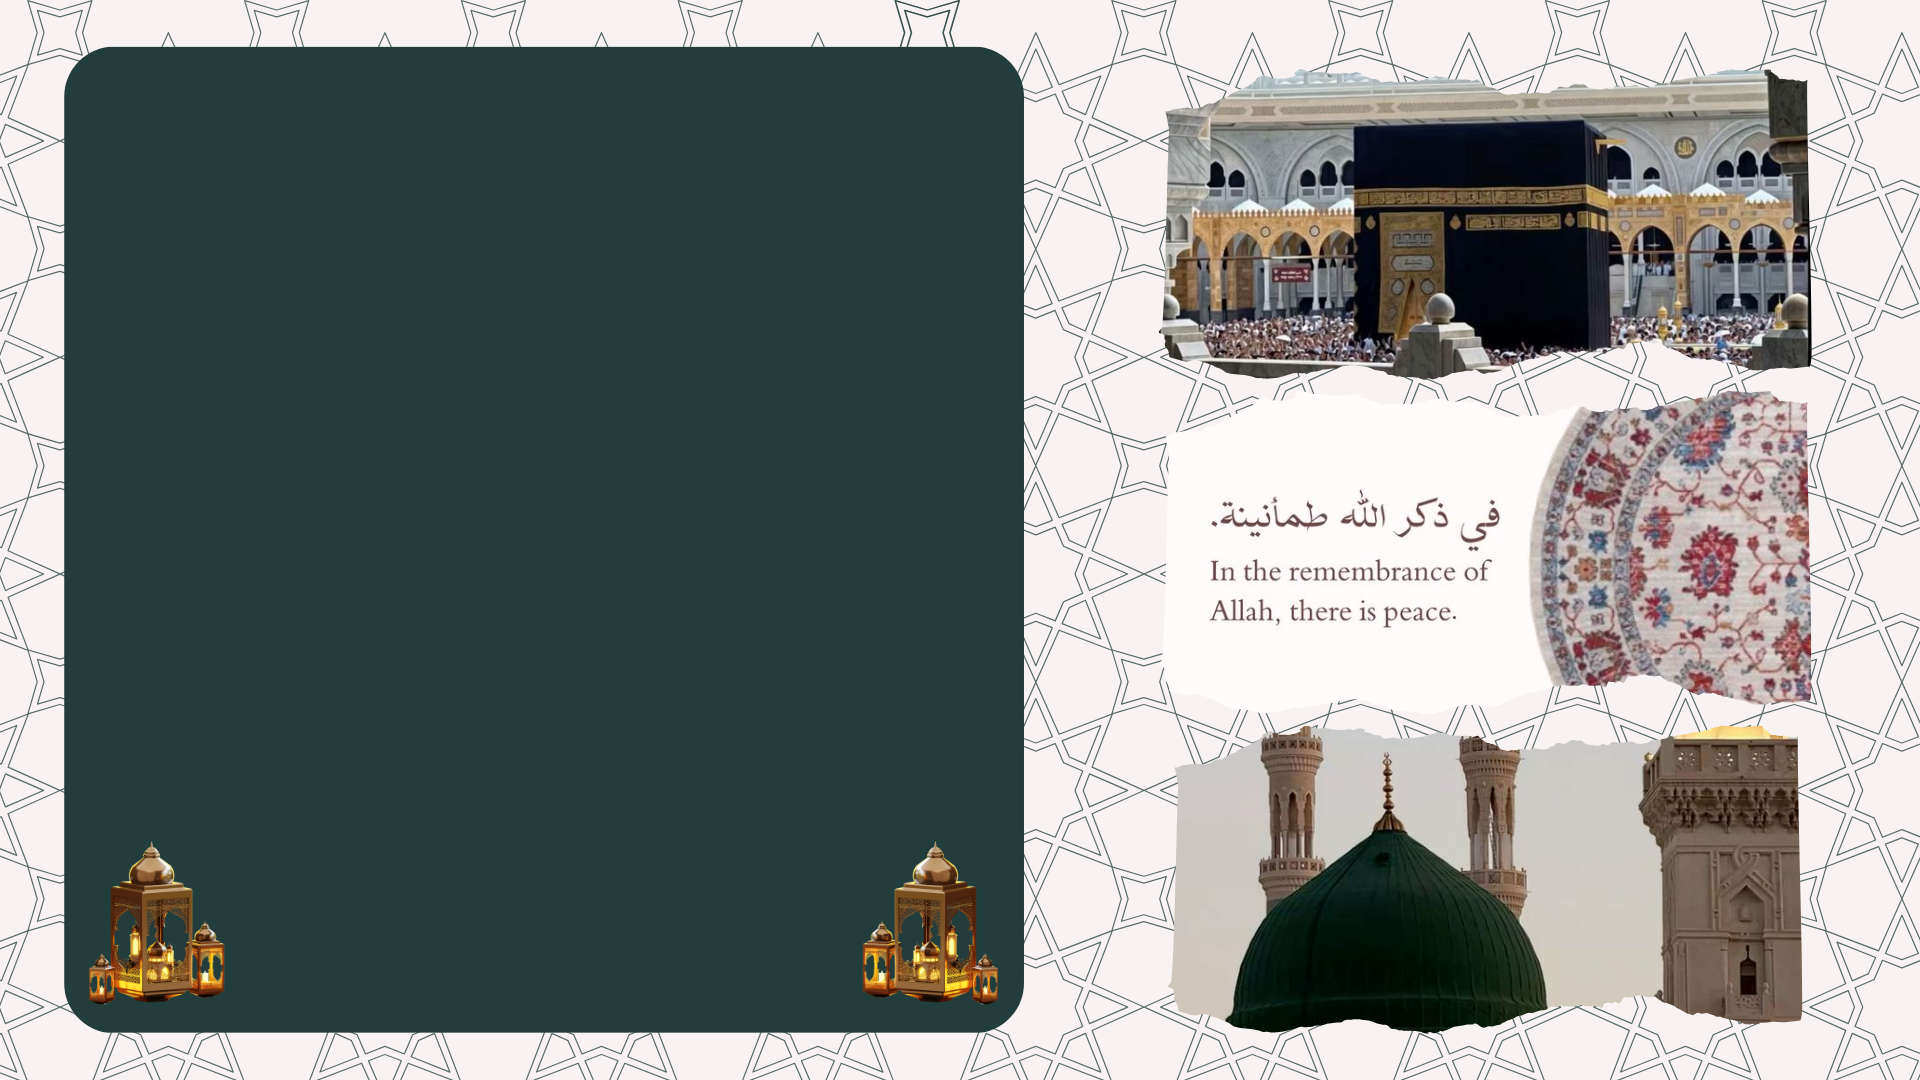 في ذكر الله طمأنينة.
In the remembrance of
Allah, there is peace.